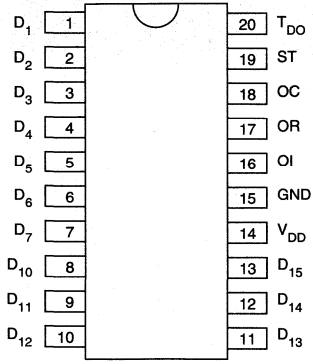 D1 1 20 TDO
D2 2 19 ST
D3 3 18 OC
D4 4 17 OR
D5 5 16 OI
D6 6 15 GND
D7 7 14 VDD
D10 8 13 D15
D11 9 12 D14
D12 10 11 D13